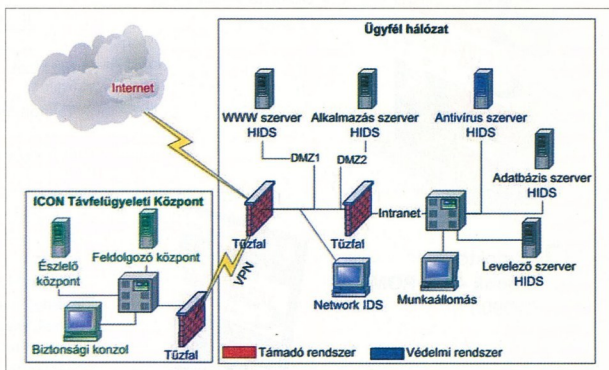 Ügyfél hálózat
Internet
WWW szerver
HIDS
Alkalmazás szerver
HIDS
Antivírus szerver
HIDS
Adatbázis szerver
HIDS
DMZ1
DMZ2
ICON Távfelügyeleti Központ
Tűzfal
Tűzfal
Intranet
Észlelő
központ
Feldolgozó központ
VPN
Network IDS
Munkaállomás
Levelező szerver
HIDS
Biztonsági konzol
Tűzfal
Támadó rendszer
Védelmi rendszer